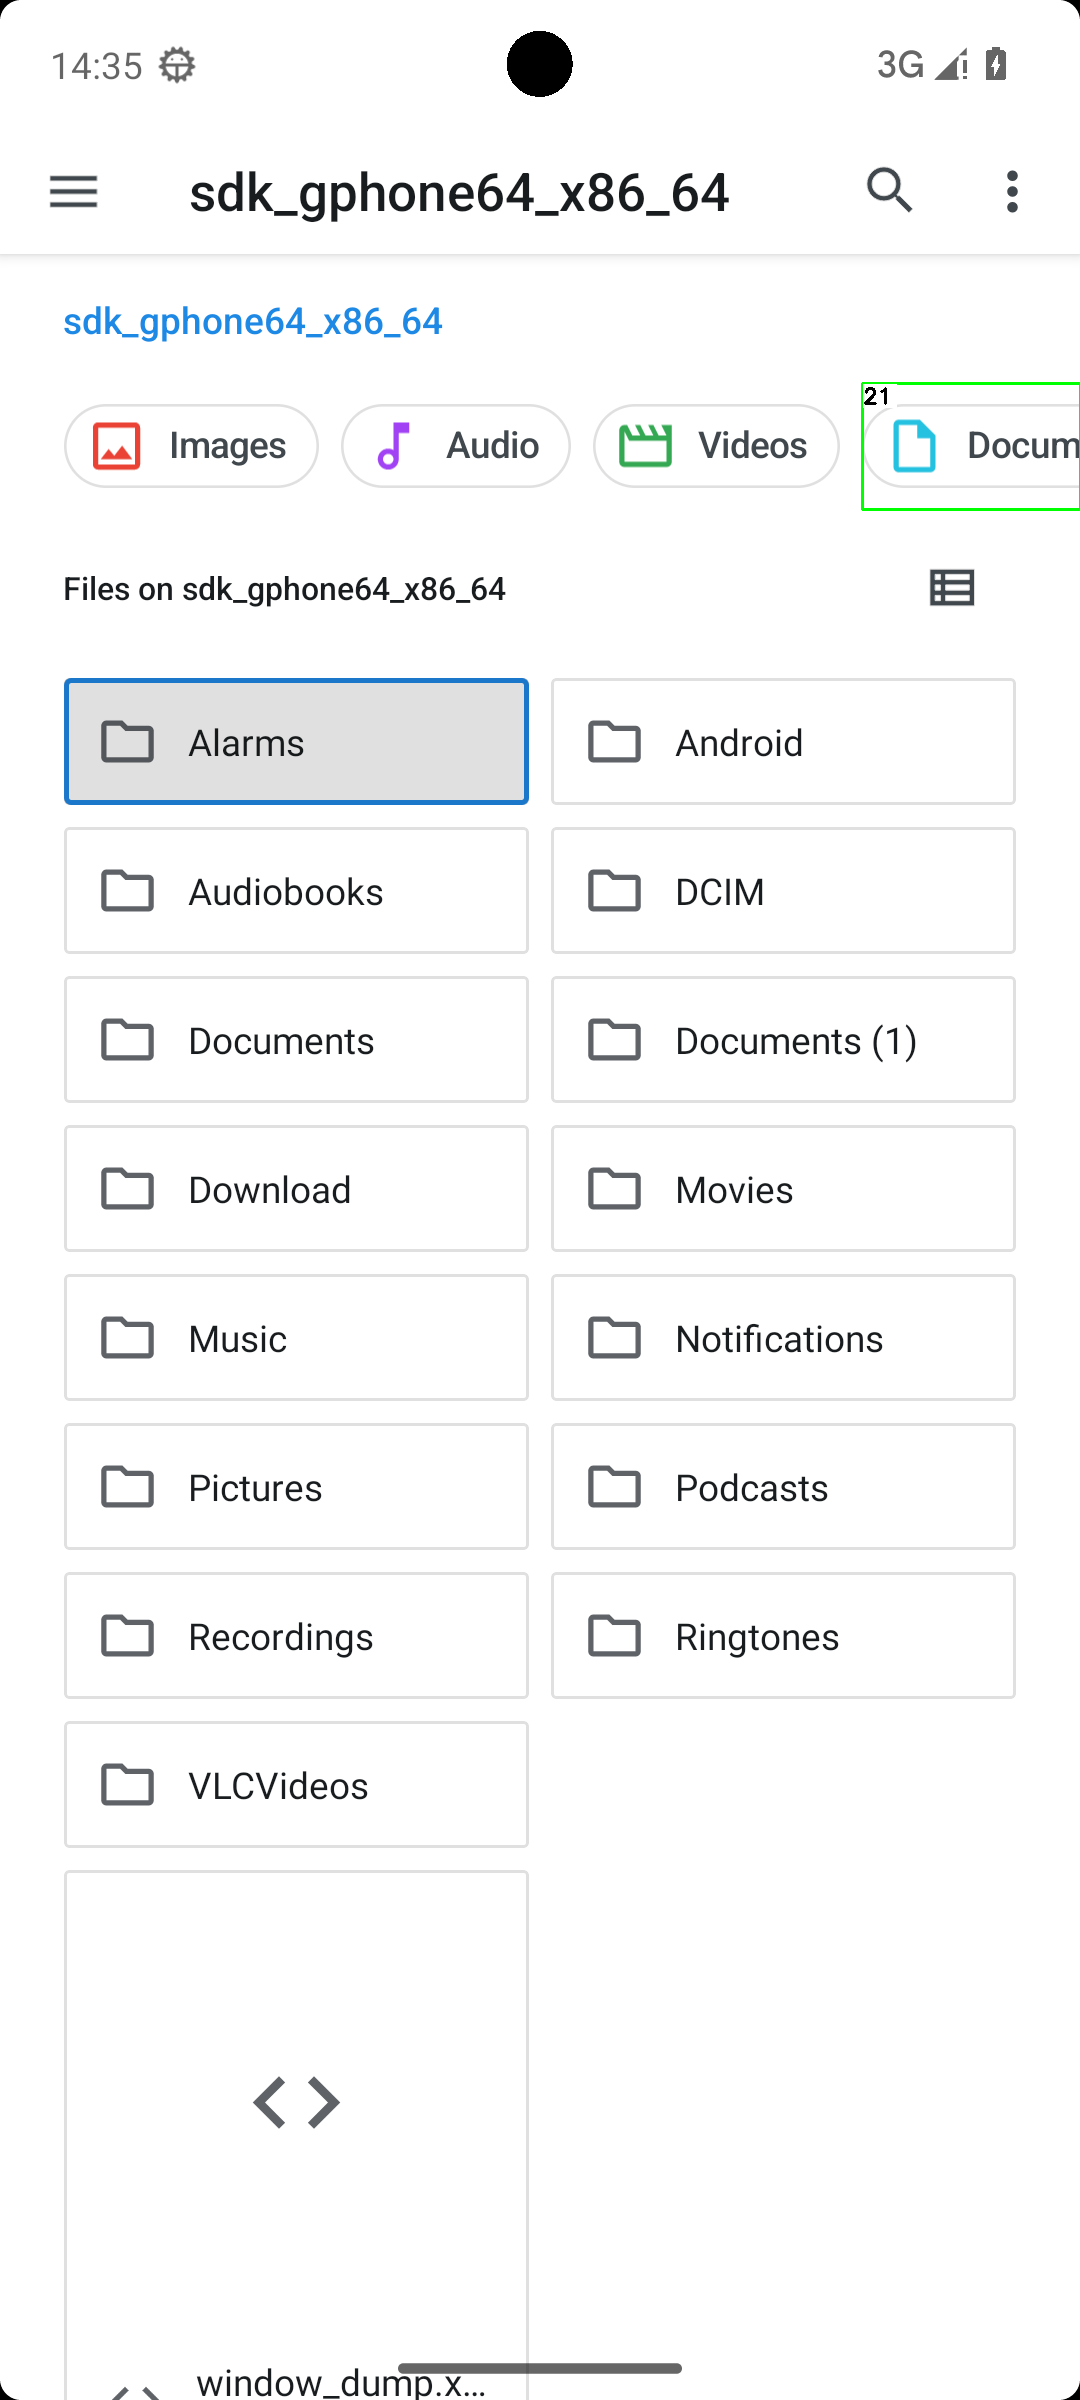 14:35
3G
sdk_gphone64_x86_64
sdk_gphone64_x86_64
21
Images
Audio
Videos
Docum
Files on sdk_gphone64_x86_64
Alarms
Android
Audiobooks
DCIM
Documents
Documents (1)
Download
Movies
Music
Notifications
Pictures
Podcasts
Recordings
Ringtones
VLCVideos
window_dump.x...